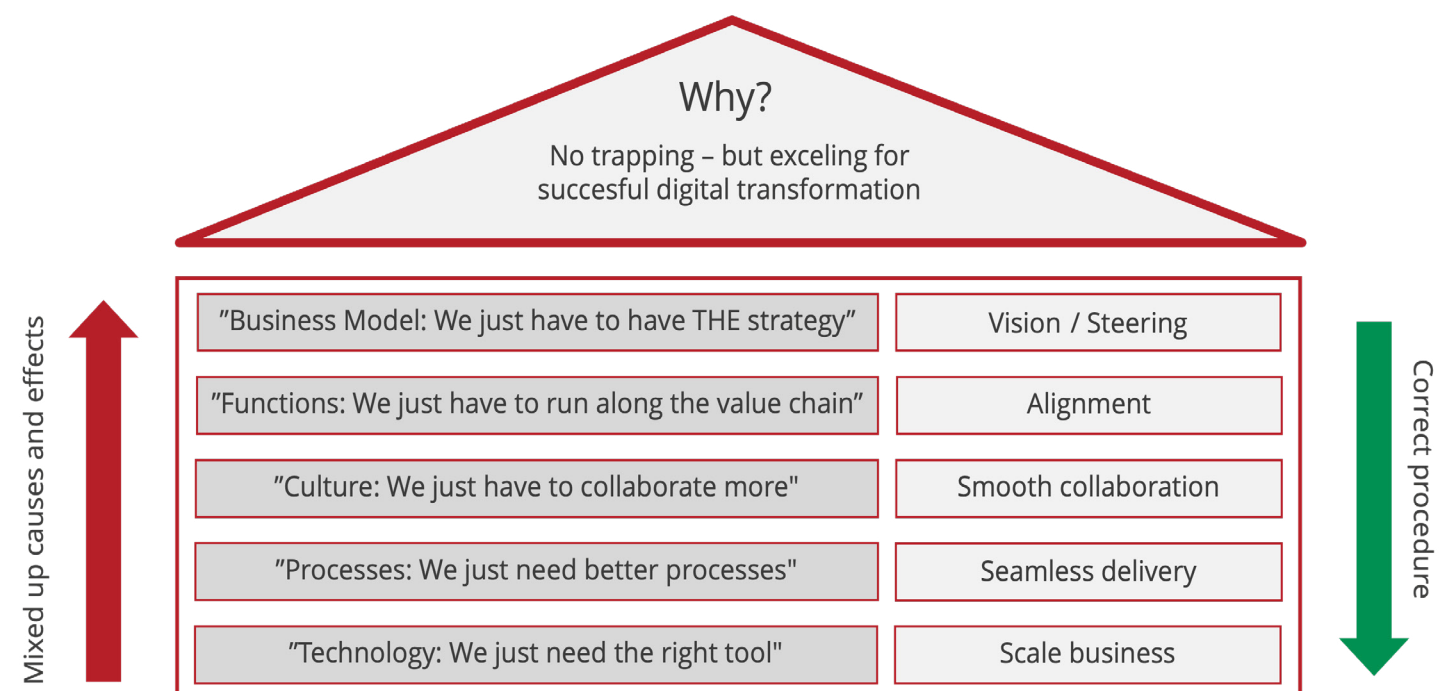 Why?
No trapping – but exceling for
succesful digital transformation
Mixed up causes and effects
”Business Model: We just have to have THE strategy”
Vision / Steering
”Functions: We just have to run along the value chain”
Alignment
”Culture: We just have to collaborate more"
Smooth collaboration
”Processes: We just need better processes"
Seamless delivery
”Technology: We just need the right tool"
Scale business
Correct procedure